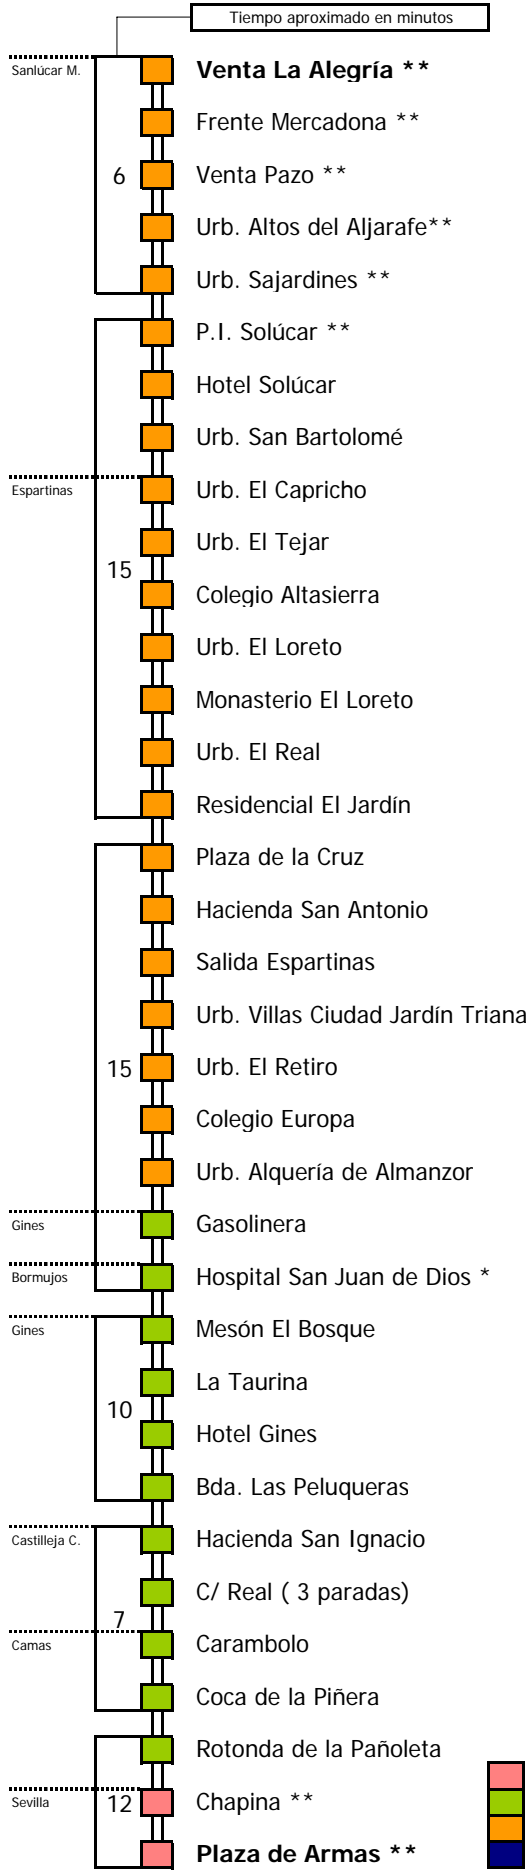 Tiempo aproximado en minutos
Sanlúcar M.
Venta La Alegría **
Frente Mercadona **
6
Venta Pazo **
Urb. Altos del Aljarafe**
Urb. Sajardines **
P.I. Solúcar **
Hotel Solúcar
Urb. San Bartolomé
Espartinas
Urb. El Capricho
Urb. El Tejar
15
Colegio Altasierra
Urb. El Loreto
Monasterio El Loreto
Urb. El Real
Residencial El Jardín
Plaza de la Cruz
Hacienda San Antonio
Salida Espartinas
Urb. Villas Ciudad Jardín Triana
15
Urb. El Retiro
Colegio Europa
Urb. Alquería de Almanzor
Gines
Gasolinera
Bormujos
Hospital San Juan de Dios *
Gines
Mesón El Bosque
La Taurina
10
Hotel Gines
Bda. Las Peluqueras
Castilleja C.
Hacienda San Ignacio
C/ Real ( 3 paradas)
7
Camas
Carambolo
Coca de la Piñera
Rotonda de la Pañoleta
Sevilla
12
Chapina **
Plaza de Armas **